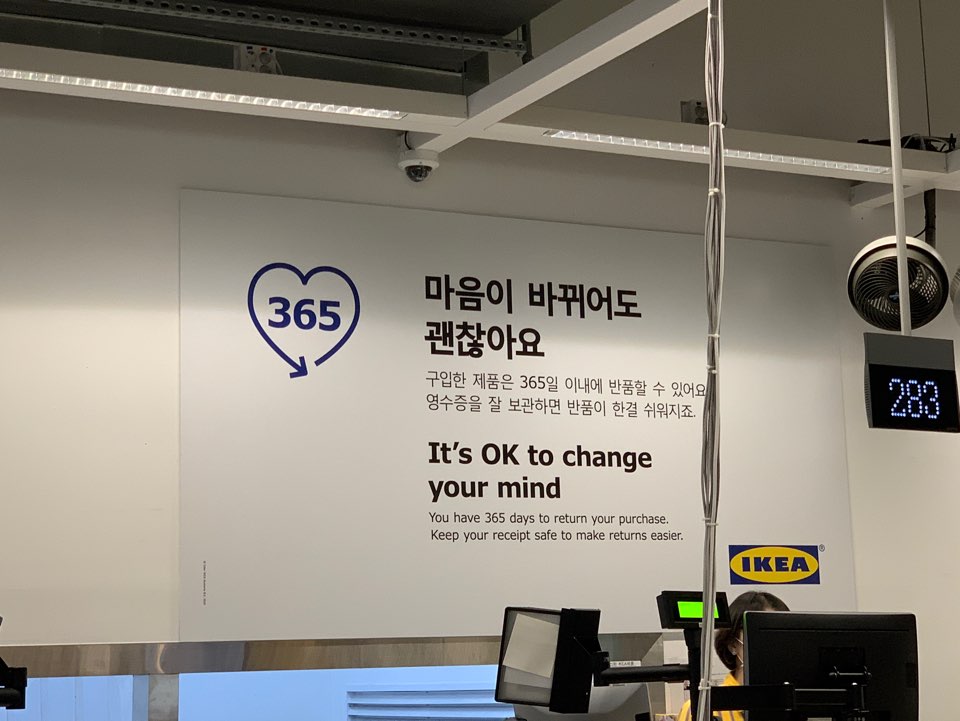 365
마음이 바뀌어도
괜찮아요
구입한 제품은 365일 이내에 반품할 수 있어요
영수증을 잘 보관하면 반품이 한결 쉬워지죠.
It's OK to change
your mind
You have 365 days to return your purchase.
Keep your receipt safe to make returns easier.
IKEA®
283